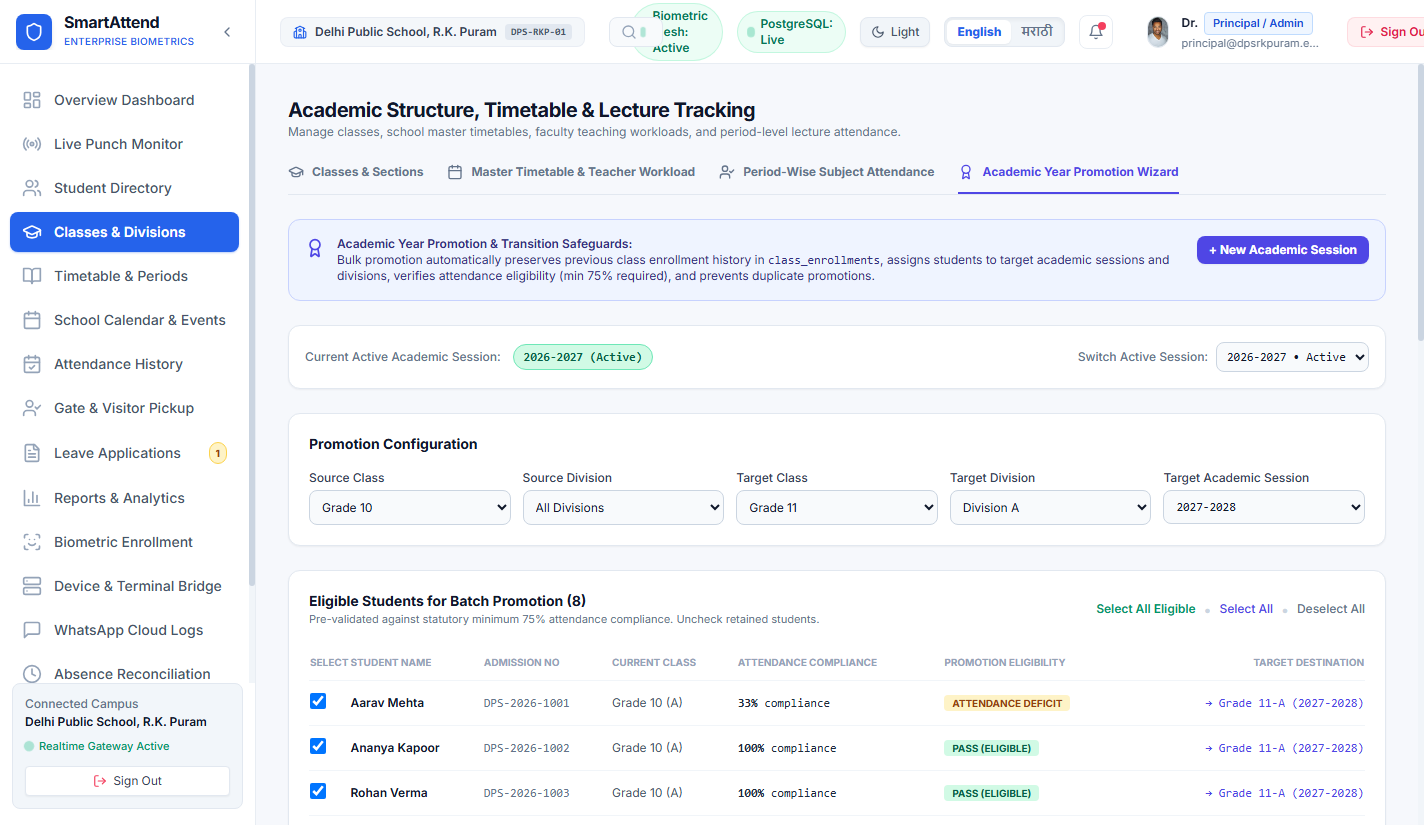 SmartAttend
ENTERPRISE BIOMETRICS
Delhi Public School, R.K. Puram DPS-RKP-01
Biometric
esh:
Active
PostgreSQL:
Live
Light
English मराठी
Dr. Principal / Admin
principal@dpsrkpuram.e...
Sign Ou
Overview Dashboard
Live Punch Monitor
Student Directory
Classes & Divisions
Timetable & Periods
School Calendar & Events
Attendance History
Gate & Visitor Pickup
Leave Applications 1
Reports & Analytics
Biometric Enrollment
Device & Terminal Bridge
WhatsApp Cloud Logs
Absence Reconciliation
Connected Campus
Delhi Public School, R.K. Puram
Realtime Gateway Active
Sign Out
Academic Structure, Timetable & Lecture Tracking
Manage classes, school master timetables, faculty teaching workloads, and period-level lecture attendance.
Classes & Sections Master Timetable & Teacher Workload Period-Wise Subject Attendance Academic Year Promotion Wizard
Academic Year Promotion & Transition Safeguards:
Bulk promotion automatically preserves previous class enrollment history in class_enrollments, assigns students to target academic sessions and
divisions, verifies attendance eligibility (min 75% required), and prevents duplicate promotions.
+ New Academic Session
Current Active Academic Session: 2026-2027 (Active) Switch Active Session: 2026-2027 • Active
Promotion Configuration
Source Class Source Division Target Class Target Division Target Academic Session
Grade 10 All Divisions Grade 11 Division A 2027-2028
Eligible Students for Batch Promotion (8)
Pre-validated against statutory minimum 75% attendance compliance. Uncheck retained students.
Select All Eligible Select All Deselect All
SELECT STUDENT NAME ADMISSION NO CURRENT CLASS ATTENDANCE COMPLIANCE PROMOTION ELIGIBILITY TARGET DESTINATION
Aarav Mehta DPS-2026-1001 Grade 10 (A) 33% compliance ATTENDANCE DEFICIT → Grade 11-A (2027-2028)
Ananya Kapoor DPS-2026-1002 Grade 10 (A) 100% compliance PASS (ELIGIBLE) → Grade 11-A (2027-2028)
Rohan Verma DPS-2026-1003 Grade 10 (A) 100% compliance PASS (ELIGIBLE) → Grade 11-A (2027-2028)